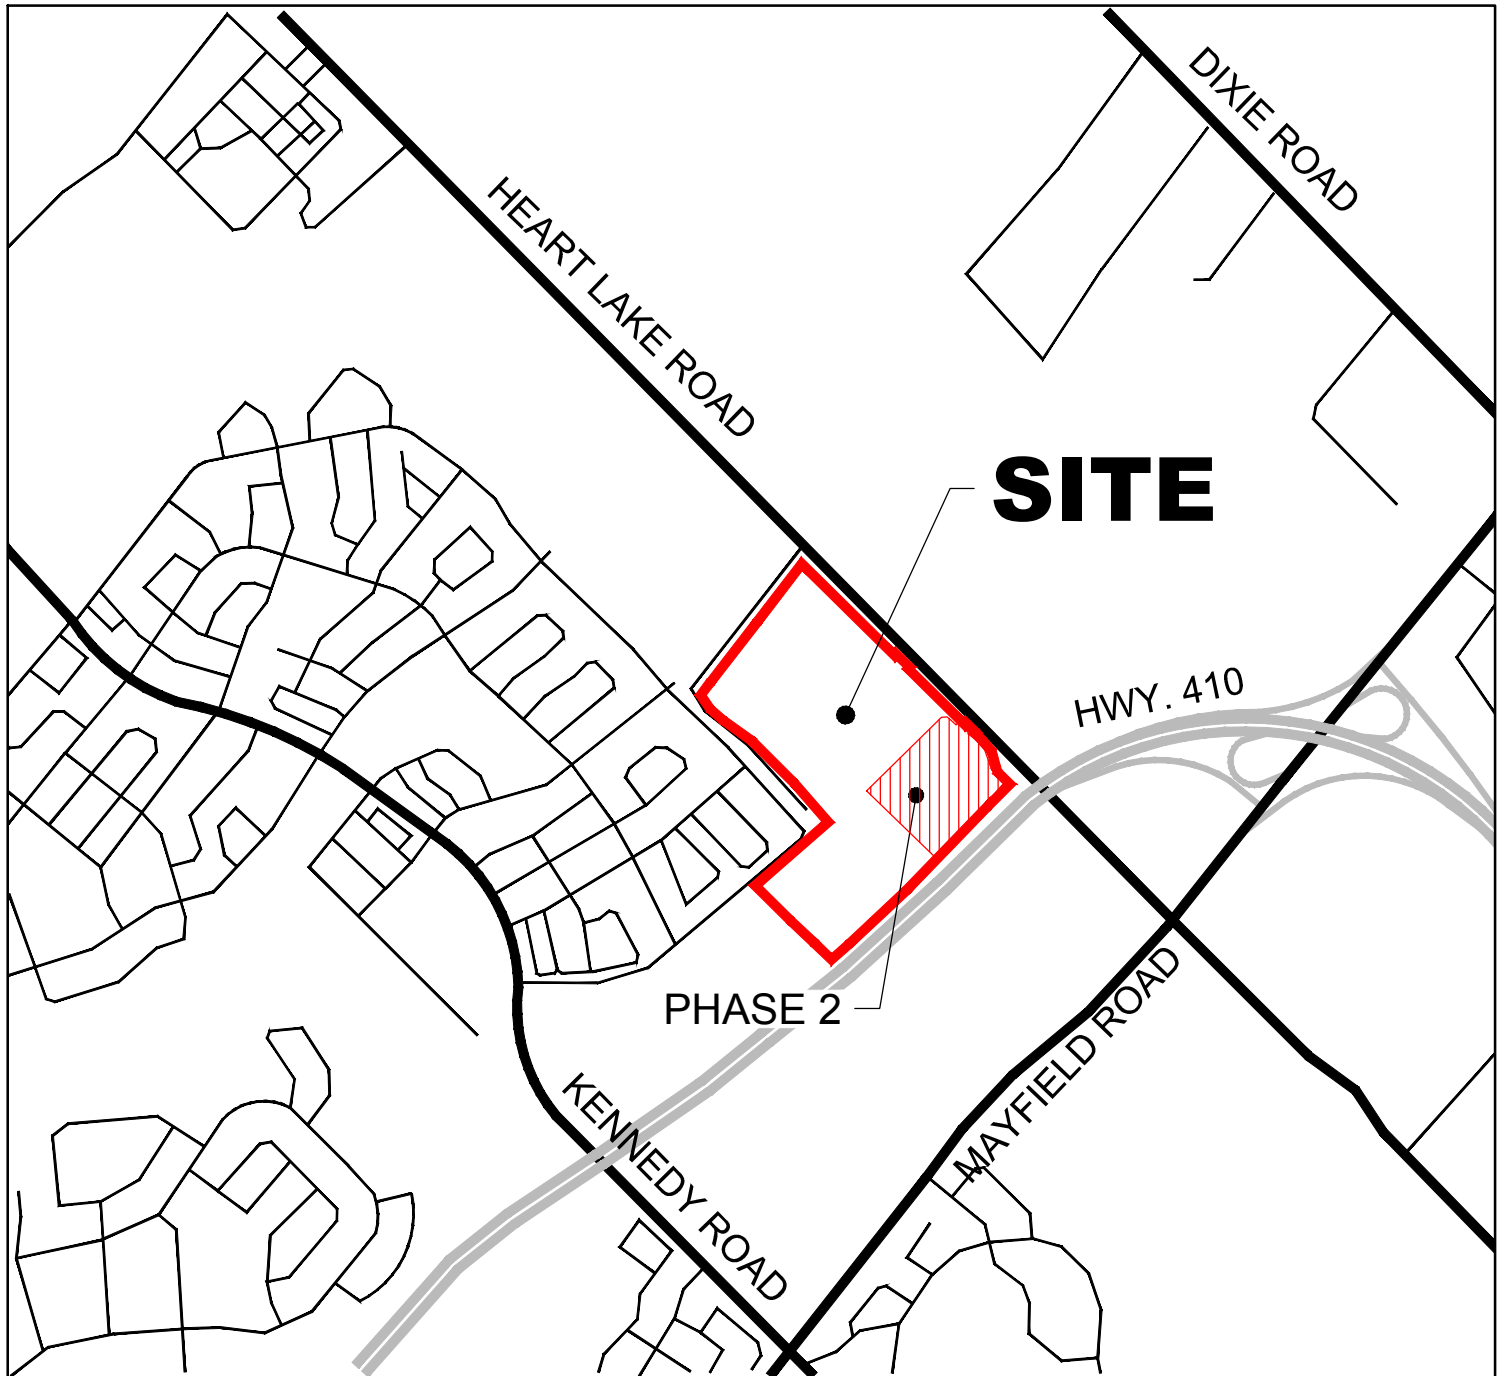 DIXIE ROAD
HEART LAKE ROAD
SITE
HWY. 410
PHASE 2
MAYFIELD ROAD
KENNEDY ROAD